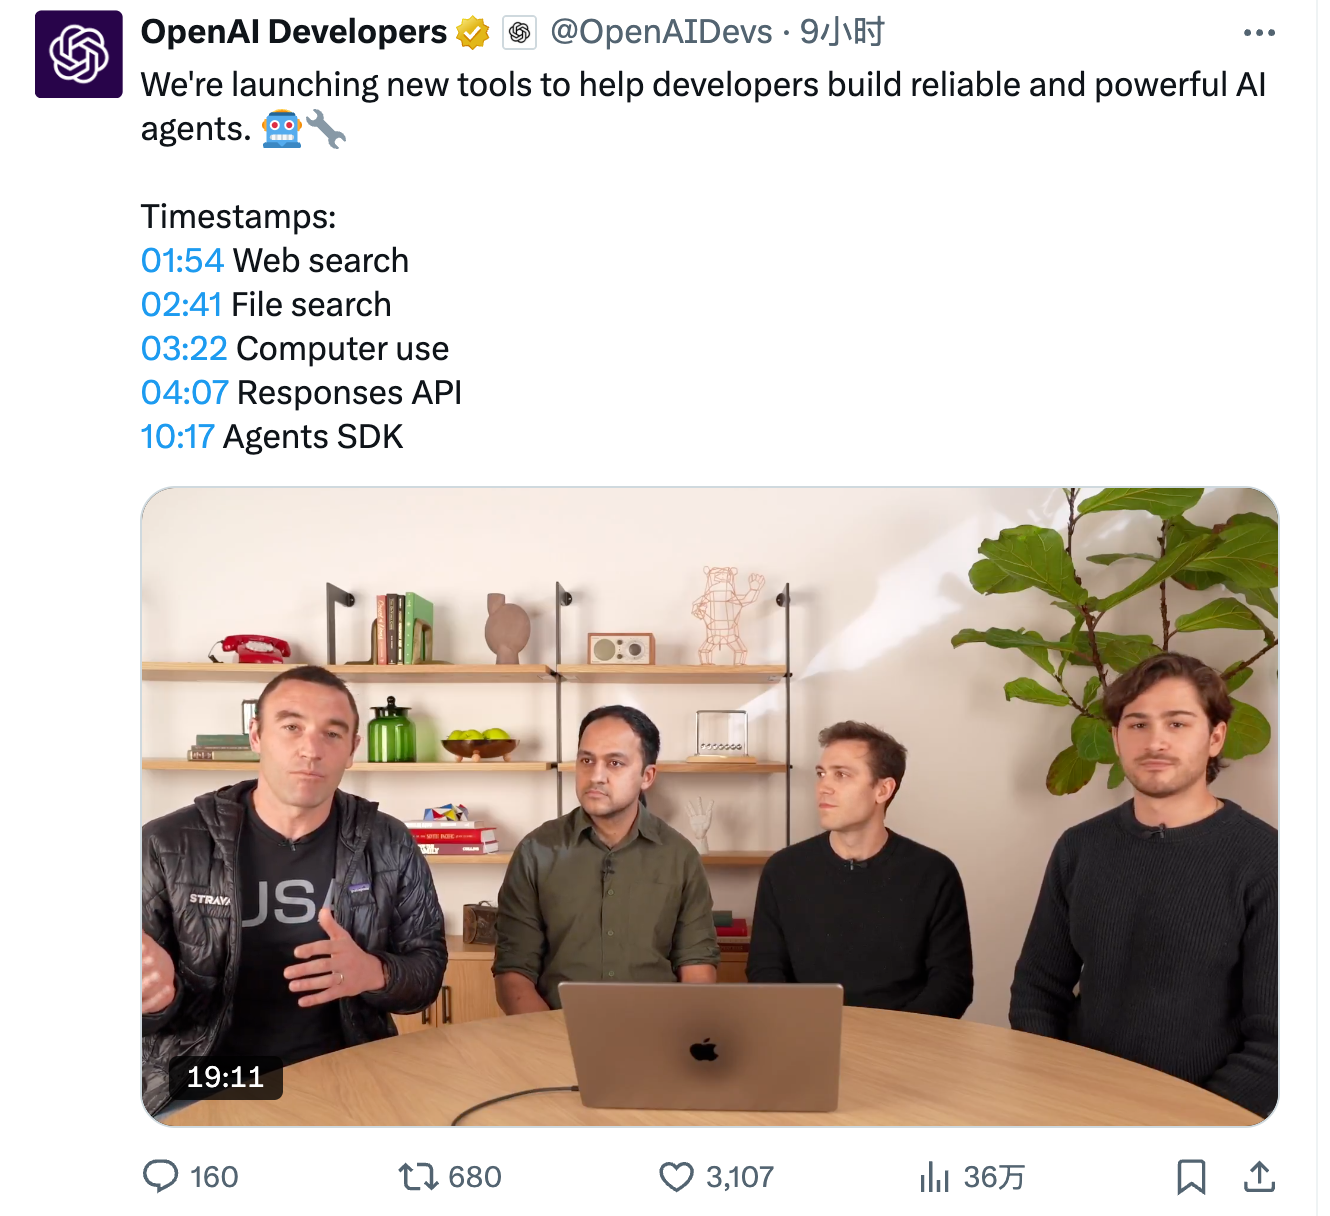 OpenAI Developers @OpenAIDevs · 9小时
We're launching new tools to help developers build reliable and powerful AI
agents. 🤖🔧
Timestamps:
01:54 Web search
02:41 File search
03:22 Computer use
04:07 Responses API
10:17 Agents SDK
STRAVA
USA
19:11
160 680 3,107 36万